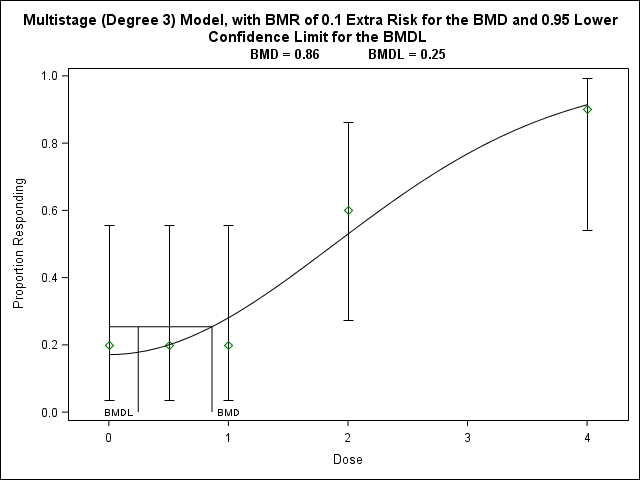 Multistage (Degree 3) Model, with BMR of 0.1 Extra Risk for the BMD and 0.95 Lower
Confidence Limit for the BMDL
BMD = 0.86 BMDL = 0.25
1.0
0.8
0.6
0.4
0.2
0.0
Proportion Responding
BMDL
BMD
0
1
2
3
4
Dose